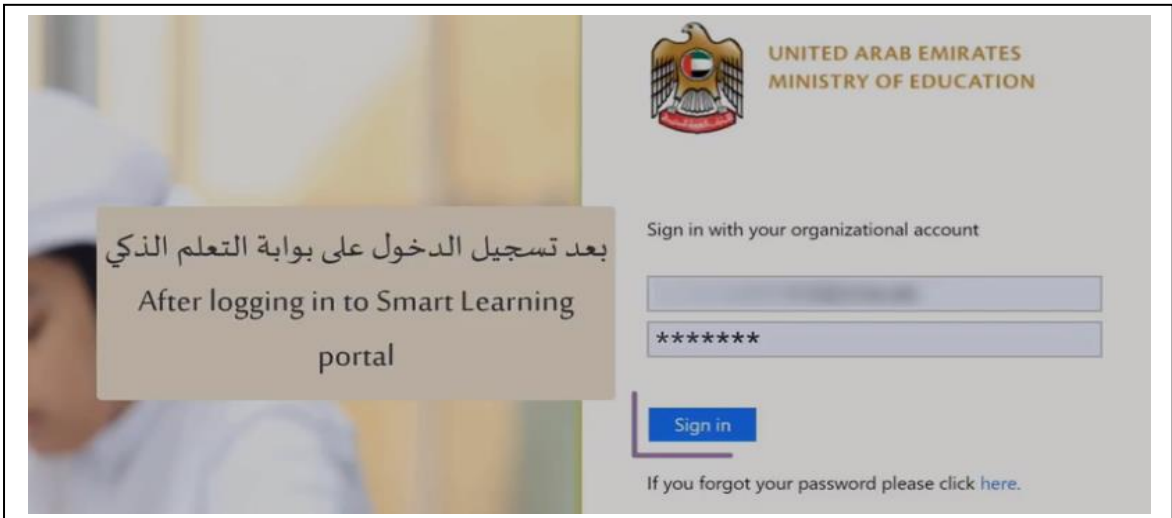 UNITED ARAB EMIRATES
MINISTRY OF EDUCATION
بعد تسجيل الدخول على بوابة التعلم الذكي
After logging in to Smart Learning
portal
Sign in with your organizational account
*******
Sign in
If you forgot your password please click here.